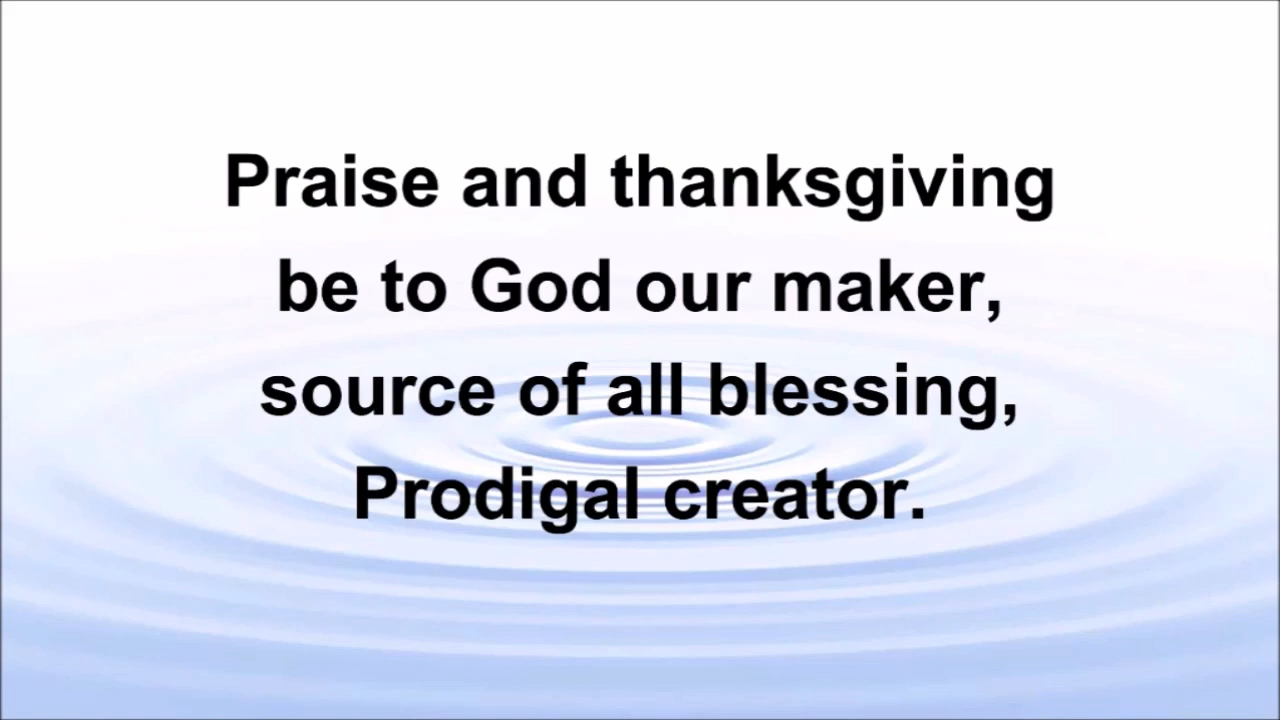 Praise and thanksgiving
be to God our maker,
source of all blessing,
Prodigal creator.